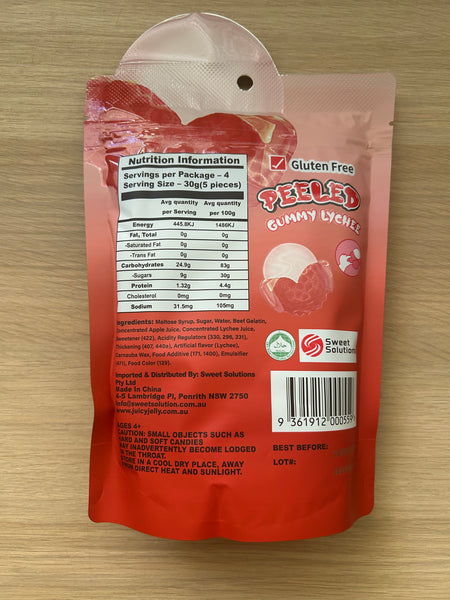 Nutrition Information
Servings per Package – 4
Serving Size – 30g(5 pieces)
Avq quantity per Serving
Avq quantity per 100g
Energy 445.8KJ 1486KJ
Fat, Total 0g 0g
-Saturated Fat 0g 0g
-Trans Fat 0g 0g
Carbohydrates 24.9g 83g
-Sugars 9g 30g
Protein 1.32g 4.4g
Cholesterol 0mg 0mg
Sodium 31.5mg 105mg
Ingredients: Maltose Syrup, Sugar, Water, Beef Gelatin,
Concentrated Apple Juice, Concentrated Lychee Juice,
Sweetener (422), Acidity Regulators (330, 296, 331),
Thickening (407, 440e), Artificial flavor (Lychee),
Carnauba Wax, Food Additive (171, 1400), Emulsifier
(471), Food Color (129).
Imported & Distributed By: Sweet Solutions
Pty Ltd
Made in China
4-5 Lambridge Pl, Penrith NSW 2750
info@sweetsolution.com.au
www.juicyjelly.com.au
AGES 4+
CAUTION: SMALL OBJECTS SUCH AS
HARD AND SOFT CANDIES
MAY INADVERTENTLY BECOME LODGED
IN THE THROAT.
STORE IN A COOL DRY PLACE, AWAY
FROM DIRECT HEAT AND SUNLIGHT.
Gluten Free
PEELED
GUMMY LYCHEE
حلال
Sweet
Solutions
9 361912 000559
BEST BEFORE:
LOT#: